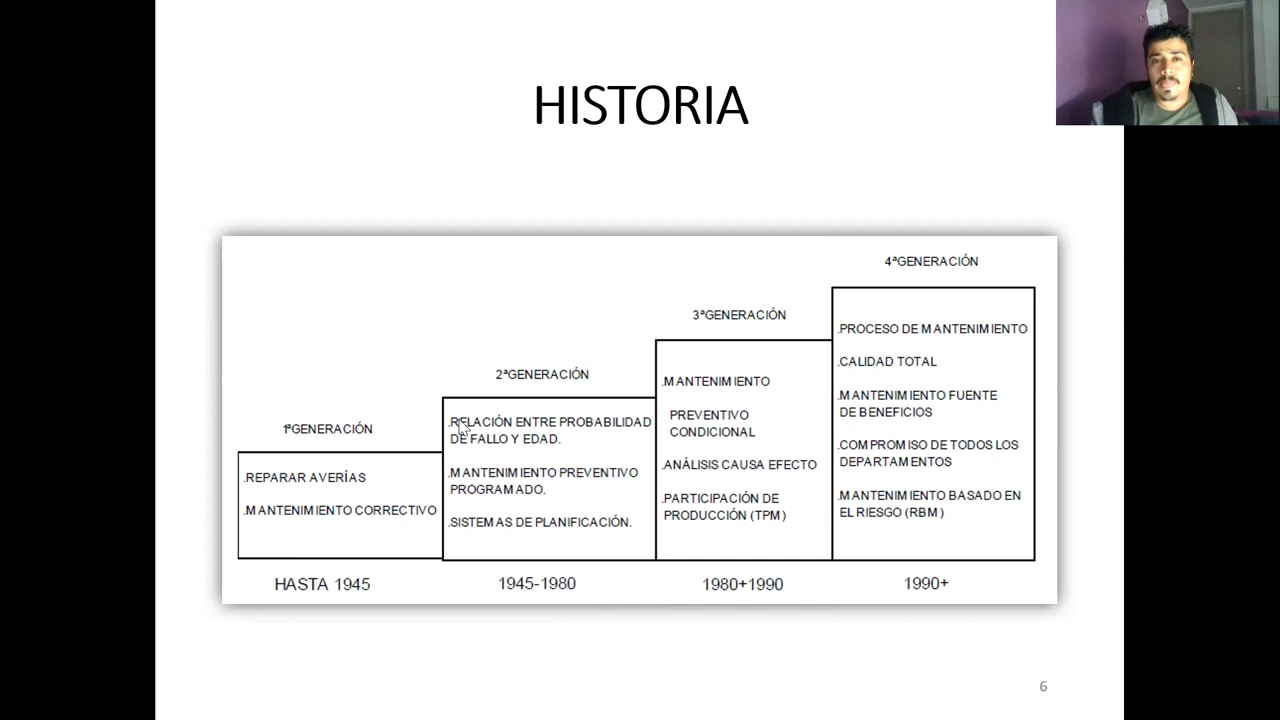 HISTORIA
1ªGENERACIÓN
.REPARAR AVERÍAS
.MANTENIMIENTO CORRECTIVO
HASTA 1945
2ªGENERACIÓN
.RELACIÓN ENTRE PROBABILIDAD
DE FALLO Y EDAD.
.MANTENIMIENTO PREVENTIVO
PROGRAMADO.
.SISTEMAS DE PLANIFICACIÓN.
1945-1980
3ªGENERACIÓN
.MANTENIMIENTO
PREVENTIVO
CONDICIONAL
.ANÁLISIS CAUSA EFECTO
.PARTICIPACIÓN DE
PRODUCCIÓN (TPM)
1980+1990
4ªGENERACIÓN
.PROCESO DE MANTENIMIENTO
.CALIDAD TOTAL
.MANTENIMIENTO FUENTE
DE BENEFICIOS
.COMPROMISO DE TODOS LOS
DEPARTAMENTOS
.MANTENIMIENTO BASADO EN
EL RIESGO (RBM)
1990+
6